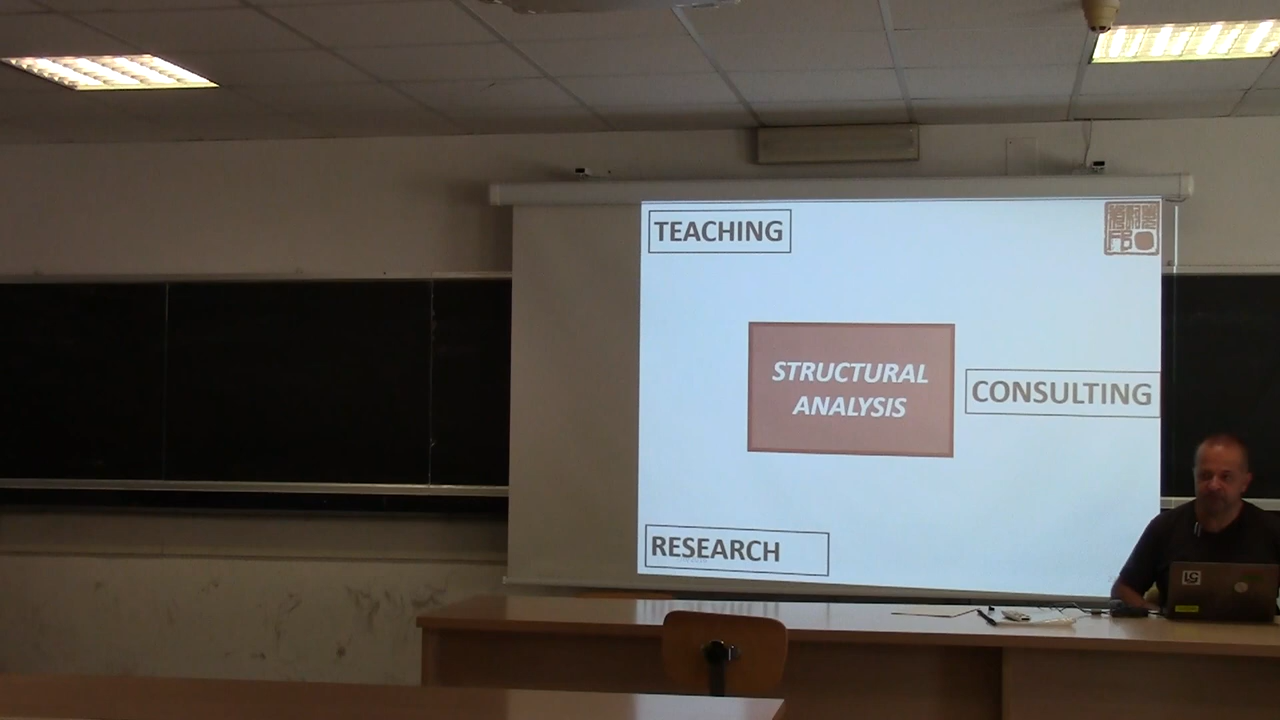 TEACHING
STRUCTURAL
ANALYSIS
CONSULTING
RESEARCH